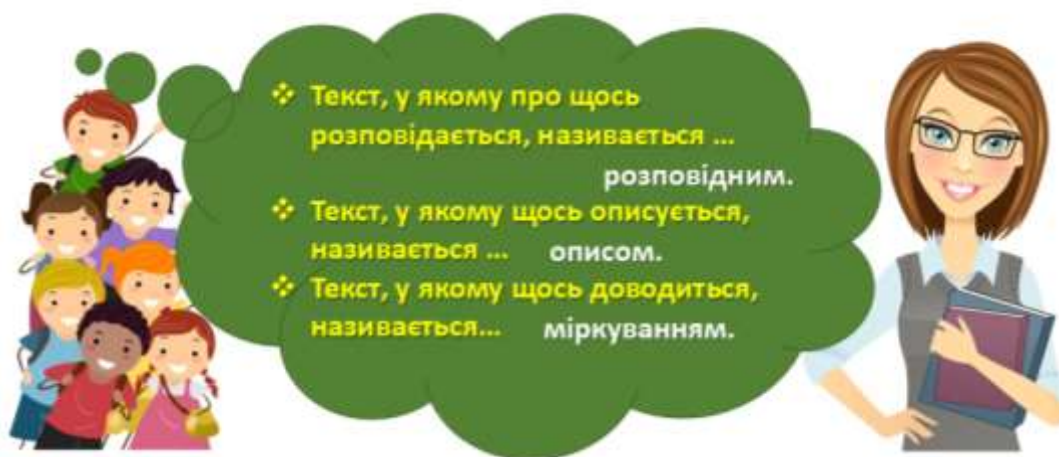 ❖ Текст, у якому про щось
розповідається, називається ...
розповідним.
❖ Текст, у якому щось описується,
називається ... описом.
❖ Текст, у якому щось доводиться,
називається... міркуванням.